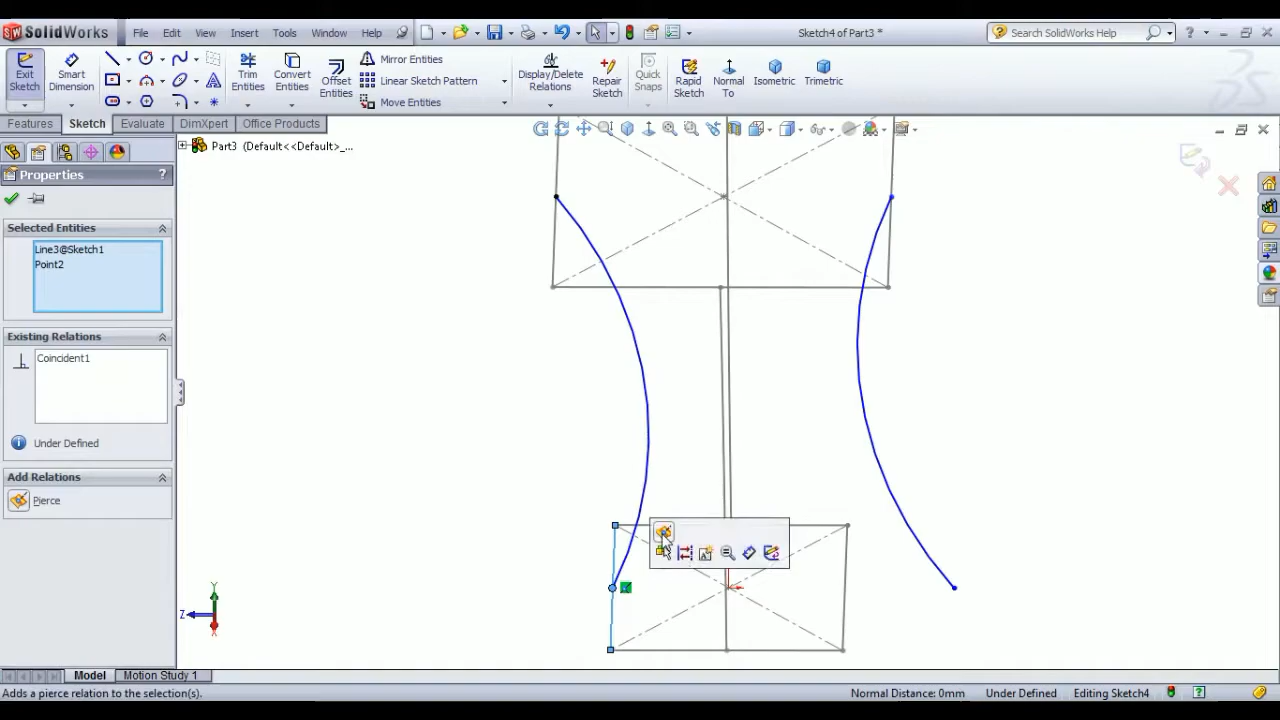 SolidWorks File Edit View Insert Tools Window Help Sketch4 of Part3 * Search SolidWorks Help
Exit Sketch
Smart Dimension
Trim Entities
Convert Entities
Offset Entities
Mirror Entities
Linear Sketch Pattern
Move Entities
Display/Delete Relations
Repair Sketch
Quick Snaps
Rapid Sketch
Normal To
Isometric
Trimetric
Features Sketch Evaluate DimXpert Office Products
Part3 (Default<<Default>_...
Properties ?
Selected Entities
Line3@Sketch1
Point2
Existing Relations
Coincident1
Under Defined
Add Relations
Pierce
Y
Z
X
Model Motion Study 1
Adds a pierce relation to the selection(s). Normal Distance: 0mm Under Defined Editing Sketch4